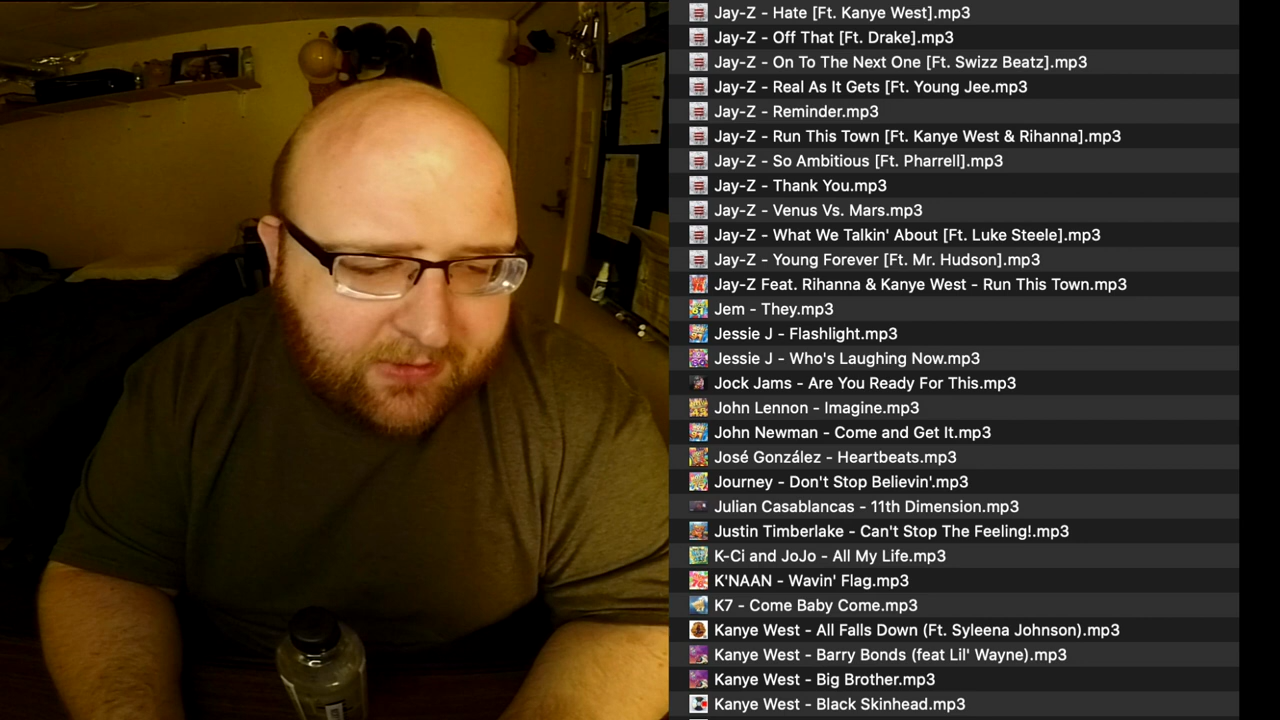 Jay-Z - Hate [Ft. Kanye West].mp3
Jay-Z - Off That [Ft. Drake].mp3
Jay-Z - On To The Next One [Ft. Swizz Beatz].mp3
Jay-Z - Real As It Gets [Ft. Young Jee.mp3
Jay-Z - Reminder.mp3
Jay-Z - Run This Town [Ft. Kanye West & Rihanna].mp3
Jay-Z - So Ambitious [Ft. Pharrell].mp3
Jay-Z - Thank You.mp3
Jay-Z - Venus Vs. Mars.mp3
Jay-Z - What We Talkin' About [Ft. Luke Steele].mp3
Jay-Z - Young Forever [Ft. Mr. Hudson].mp3
Jay-Z Feat. Rihanna & Kanye West - Run This Town.mp3
Jem - They.mp3
Jessie J - Flashlight.mp3
Jessie J - Who's Laughing Now.mp3
Jock Jams - Are You Ready For This.mp3
John Lennon - Imagine.mp3
John Newman - Come and Get It.mp3
José González - Heartbeats.mp3
Journey - Don't Stop Believin'.mp3
Julian Casablancas - 11th Dimension.mp3
Justin Timberlake - Can't Stop The Feeling!.mp3
K-Ci and JoJo - All My Life.mp3
K'NAAN - Wavin' Flag.mp3
K7 - Come Baby Come.mp3
Kanye West - All Falls Down (Ft. Syleena Johnson).mp3
Kanye West - Barry Bonds (feat Lil' Wayne).mp3
Kanye West - Big Brother.mp3
Kanye West - Black Skinhead.mp3